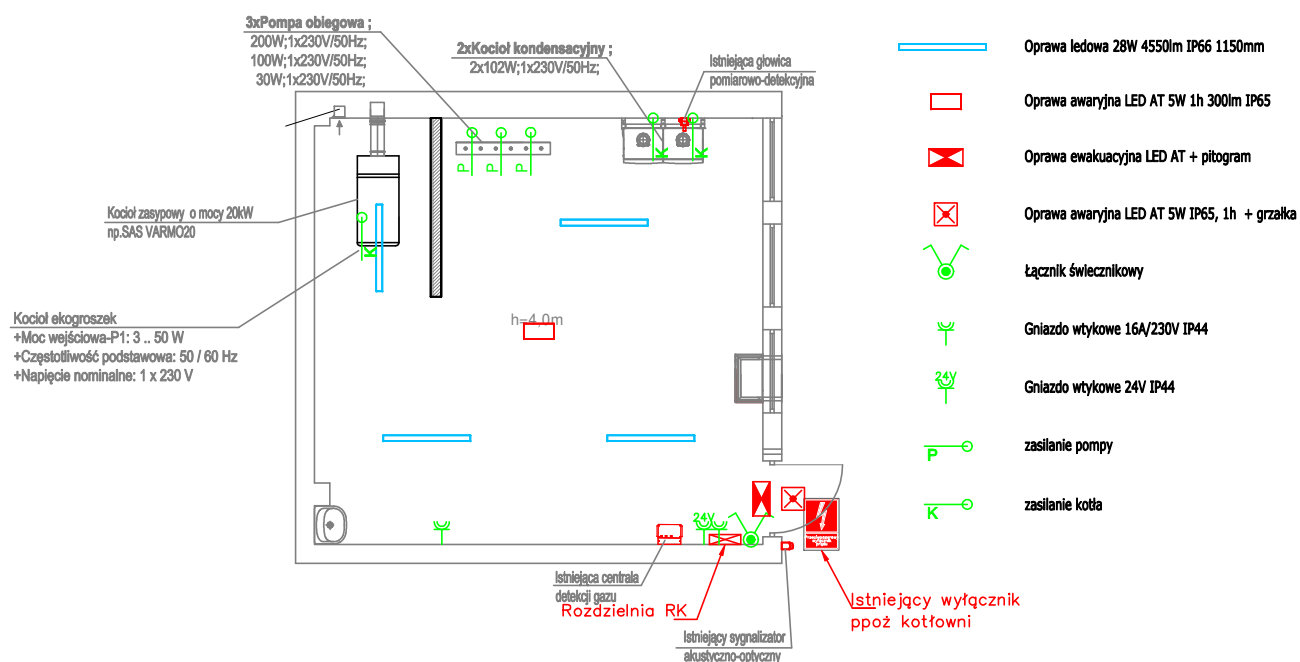 3xPompa obiegowa ;
200W;1x230V/50Hz;
100W;1x230V/50Hz;
30W;1x230V/50Hz;
2xKocioł kondensacyjny ;
2x102W;1x230V/50Hz;
Istniejąca głowica
pomiarowo-detekcyjna
P
P
P
K
K
Kocioł zasypowy o mocy 20kW
np.SAS VARMO20
K
Kocioł ekogroszek
+Moc wejściowa-P1: 3 .. 50 W
+Częstotliwość podstawowa: 50 / 60 Hz
+Napięcie nominalne: 1 x 230 V
h=4,0m
24V
Istniejąca centrala
detekcji gazu
Rozdzielnia RK
Istniejący sygnalizator
akustyczno-optyczny
Istniejący wyłącznik
ppoż kotłowni
Oprawa ledowa 28W 4550lm IP66 1150mm
Oprawa awaryjna LED AT 5W 1h 300lm IP65
Oprawa ewakuacyjna LED AT + pitogram
Oprawa awaryjna LED AT 5W IP65, 1h + grzałka
Łącznik świecznikowy
Gniazdo wtykowe 16A/230V IP44
24V
Gniazdo wtykowe 24V IP44
P
zasilanie pompy
K
zasilanie kotła